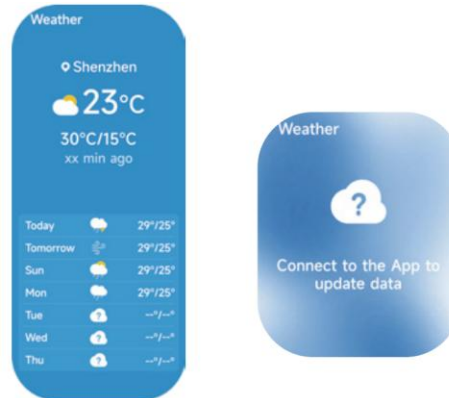 Weather
Shenzhen
23°C
30°C/15°C
xx min ago
Today 29°/25°
Tomorrow 29°/25°
Sun 29°/25°
Mon 29°/25°
Tue ? --°/--°
Wed ? --°/--°
Thu ? --°/--°
Weather
?
Connect to the App to
update data